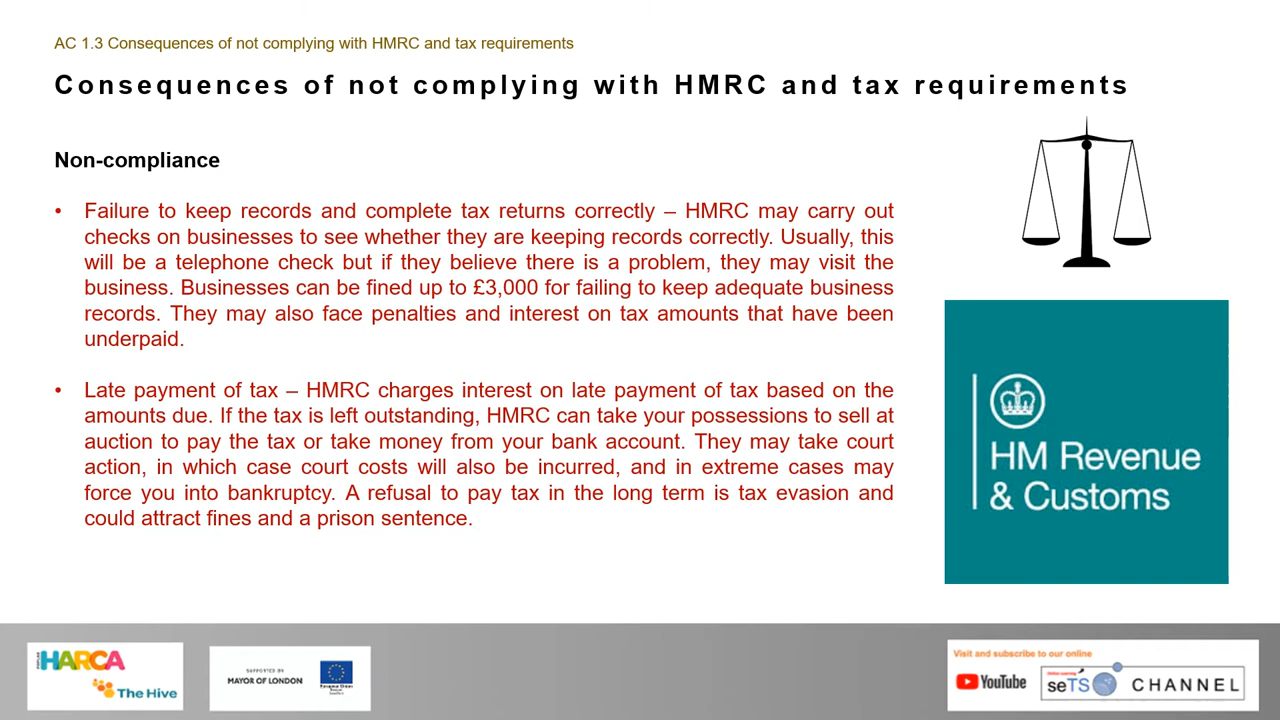 AC 1.3 Consequences of not complying with HMRC and tax requirements
Consequences of not complying with HMRC and tax requirements
Non-compliance
• Failure to keep records and complete tax returns correctly – HMRC may carry out
checks on businesses to see whether they are keeping records correctly. Usually, this
will be a telephone check but if they believe there is a problem, they may visit the
business. Businesses can be fined up to £3,000 for failing to keep adequate business
records. They may also face penalties and interest on tax amounts that have been
underpaid.
• Late payment of tax – HMRC charges interest on late payment of tax based on the
amounts due. If the tax is left outstanding, HMRC can take your possessions to sell at
auction to pay the tax or take money from your bank account. They may take court
action, in which case court costs will also be incurred, and in extreme cases may
force you into bankruptcy. A refusal to pay tax in the long term is tax evasion and
could attract fines and a prison sentence.
HM Revenue
& Customs
HARCA
The Hive
SUPPORTED BY
MAYOR OF LONDON
European Union
Visit and subscribe to our online
YouTube
seTS CHANNEL